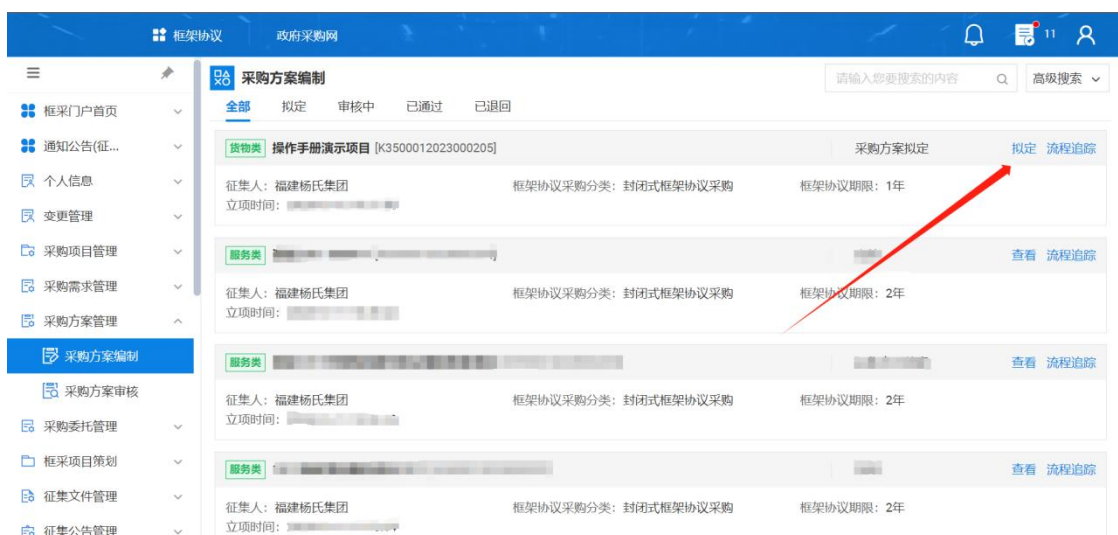 框架协议 政府采购网 11
采购方案编制 请输入您要搜索的内容 高级搜索
全部 拟定 审核中 已通过 已退回
框采门户首页
通知公告(征...
个人信息
变更管理
采购项目管理
采购需求管理
采购方案管理
采购方案编制
采购方案审核
采购委托管理
框采项目策划
征集文件管理
征集公告管理
货物类 操作手册演示项目 [K3500012023000205] 采购方案拟定 拟定 流程追踪
征集人：福建杨氏集团 框架协议采购分类：封闭式框架协议采购 框架协议期限：1年
立项时间：
服务类 查看 流程追踪
征集人：福建杨氏集团 框架协议采购分类：封闭式框架协议采购 框架协议期限：2年
立项时间：
服务类 查看 流程追踪
征集人：福建杨氏集团 框架协议采购分类：封闭式框架协议采购 框架协议期限：2年
立项时间：
服务类 查看 流程追踪
征集人：福建杨氏集团 框架协议采购分类：封闭式框架协议采购 框架协议期限：2年
立项时间：